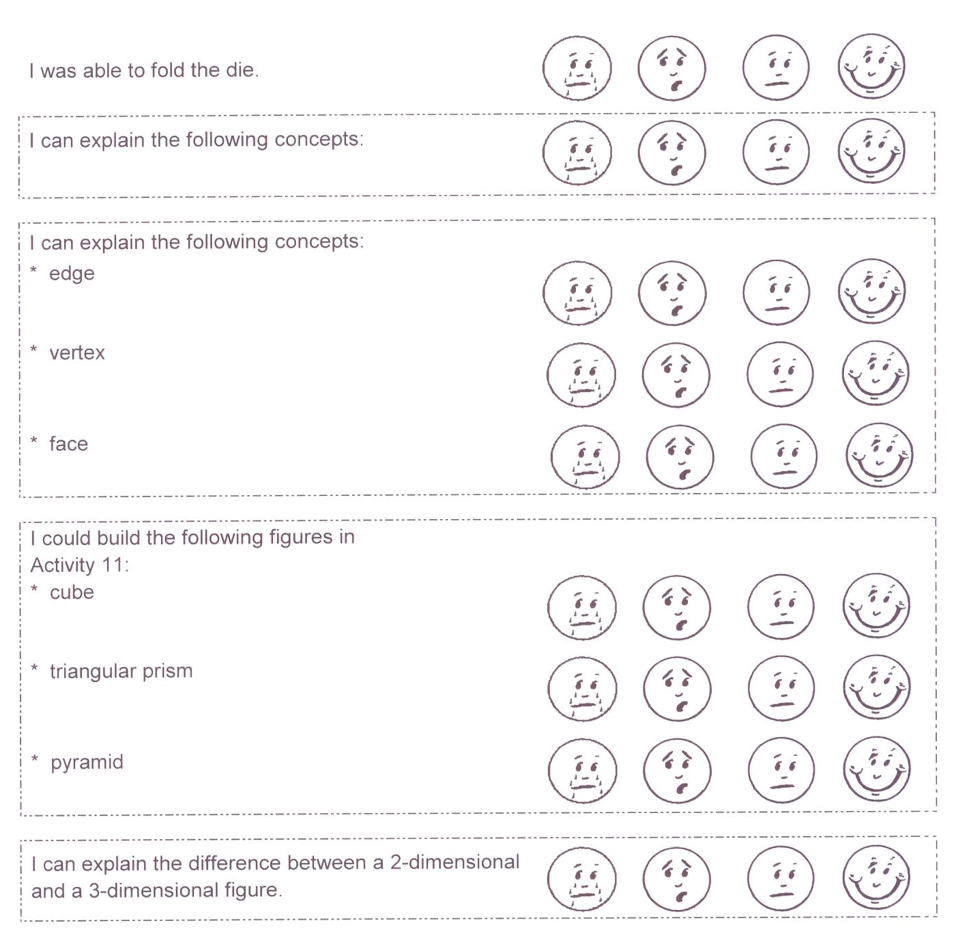 I was able to fold the die.
I can explain the following concepts:
I can explain the following concepts:
* edge
* vertex
* face
I could build the following figures in
Activity 11:
* cube
* triangular prism
* pyramid
I can explain the difference between a 2-dimensional
and a 3-dimensional figure.